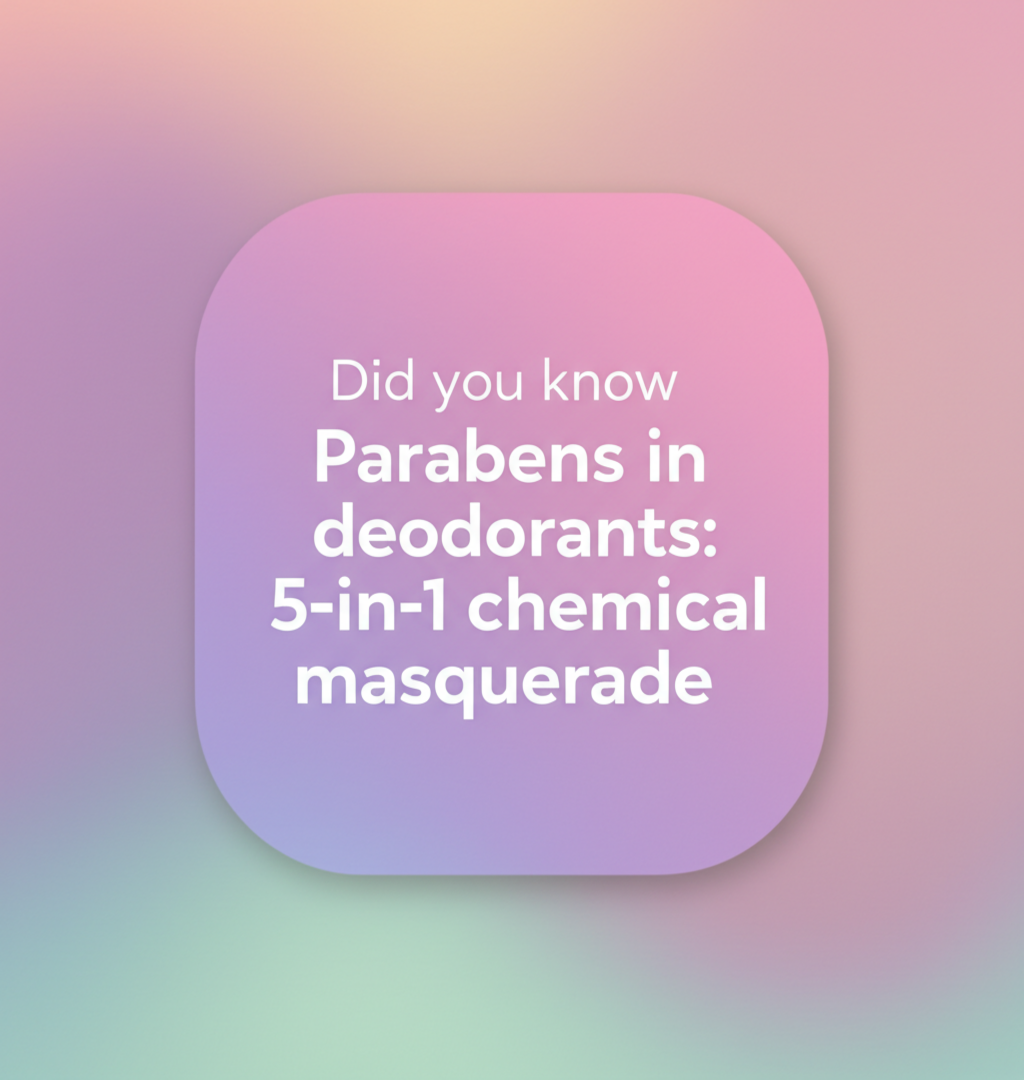 Did you know
Parabens in
deodorants:
5-in-1 chemical
masquerade